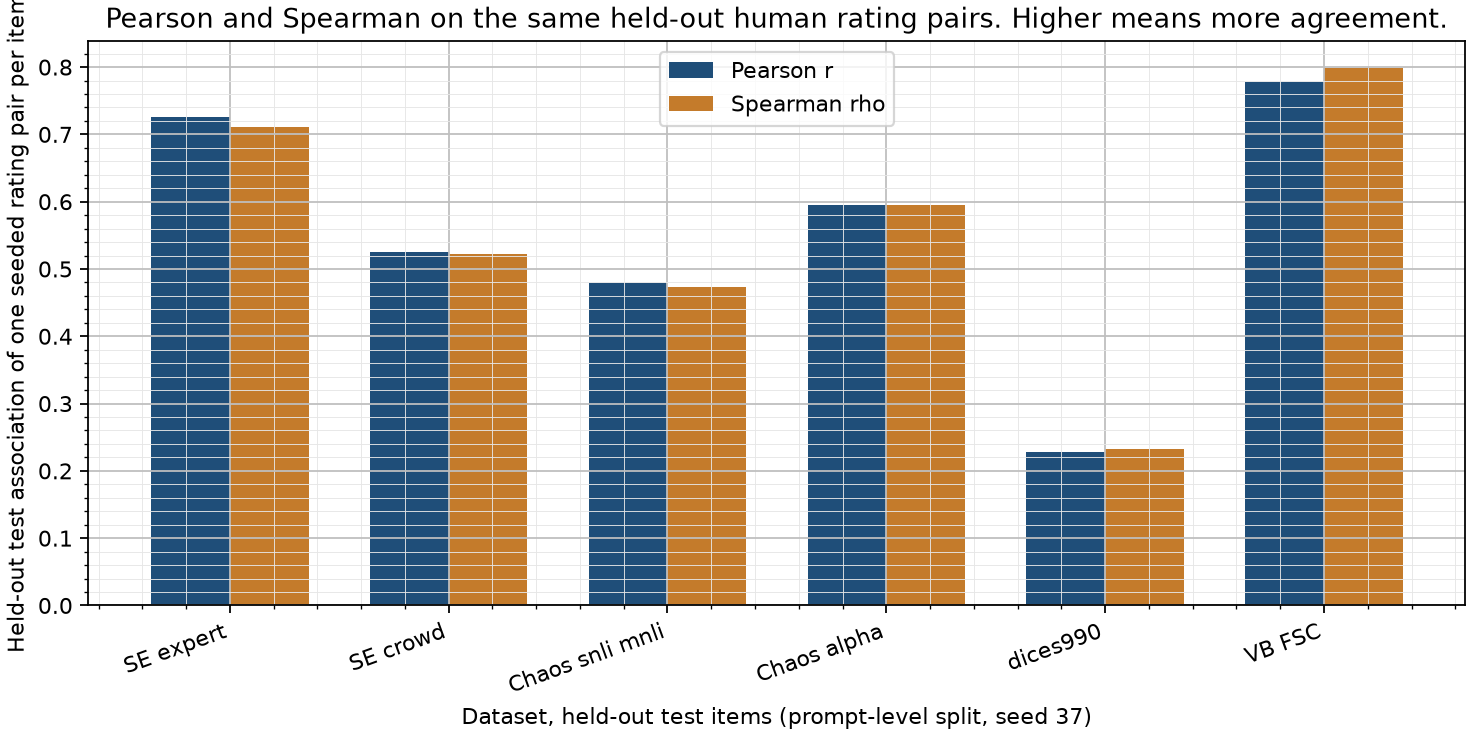 Pearson and Spearman on the same held-out human rating pairs. Higher means more agreement.
Held-out test association of one seeded rating pair per item
Pearson r
Spearman rho
0.8
0.7
0.6
0.5
0.4
0.3
0.2
0.1
0.0
SE expert
SE crowd
Chaos snli mnli
Chaos alpha
dices990
VB FSC
Dataset, held-out test items (prompt-level split, seed 37)